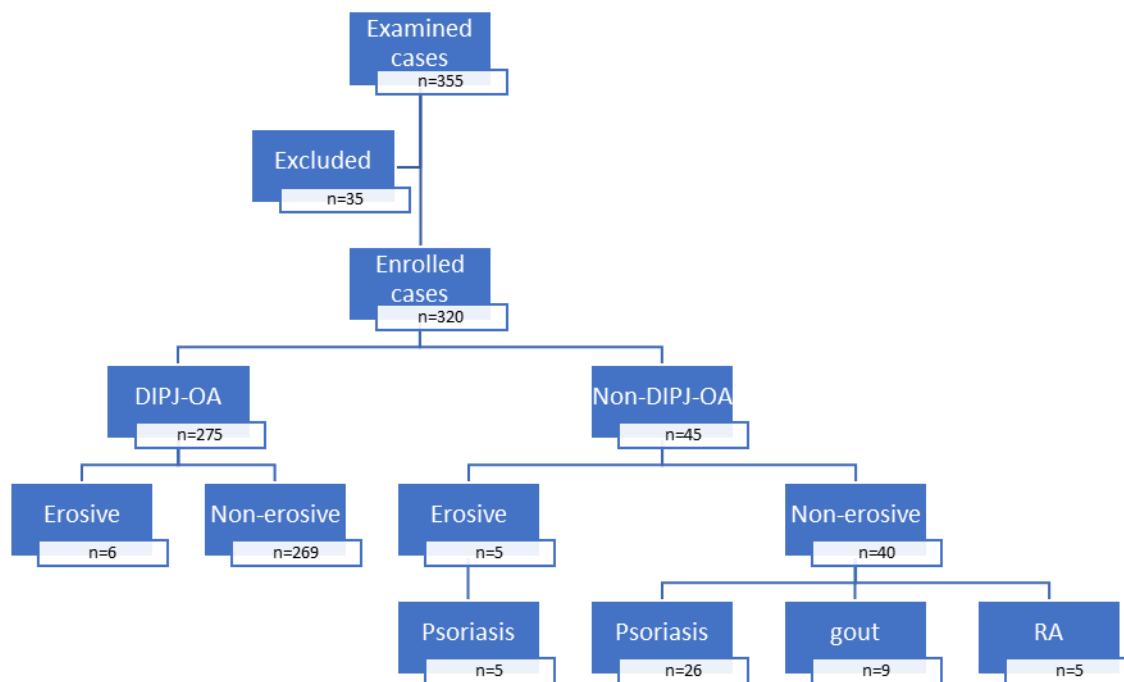 Examined
cases
n=355
Excluded
n=35
Enrolled
cases
n=320
DIPJ-OA
n=275
Non-DIPJ-OA
n=45
Erosive
n=6
Non-erosive
n=269
Erosive
n=5
Non-erosive
n=40
Psoriasis
n=5
Psoriasis
n=26
gout
n=9
RA
n=5